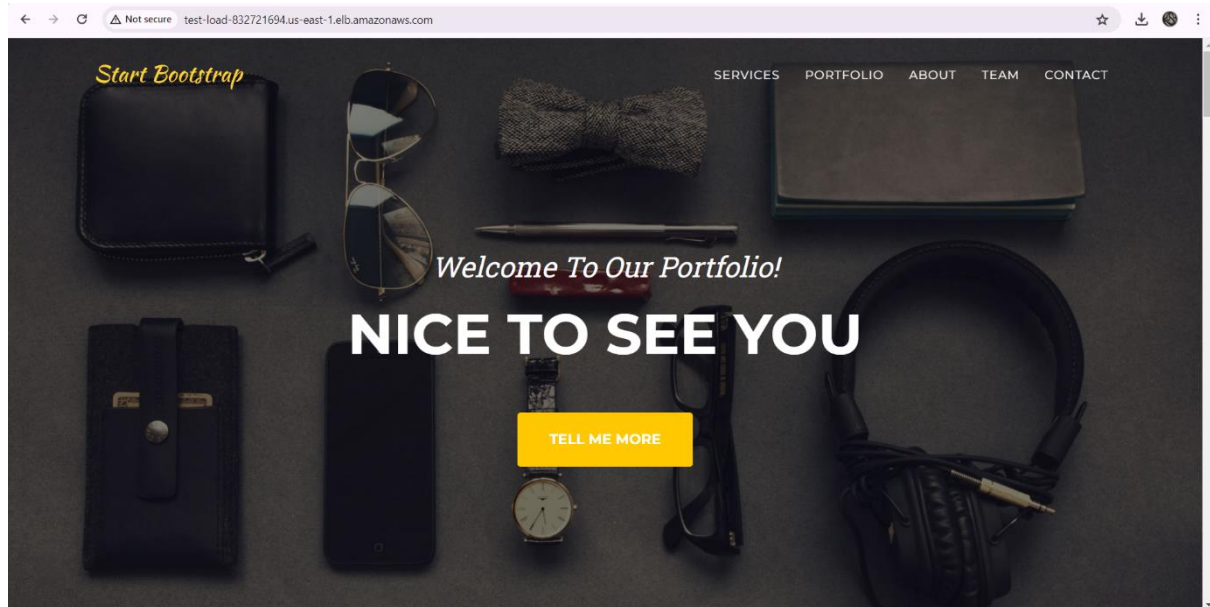 Not secure test-load-832721694.us-east-1.elb.amazonaws.com
Start Bootstrap SERVICES PORTFOLIO ABOUT TEAM CONTACT
Welcome To Our Portfolio!
NICE TO SEE YOU
TELL ME MORE